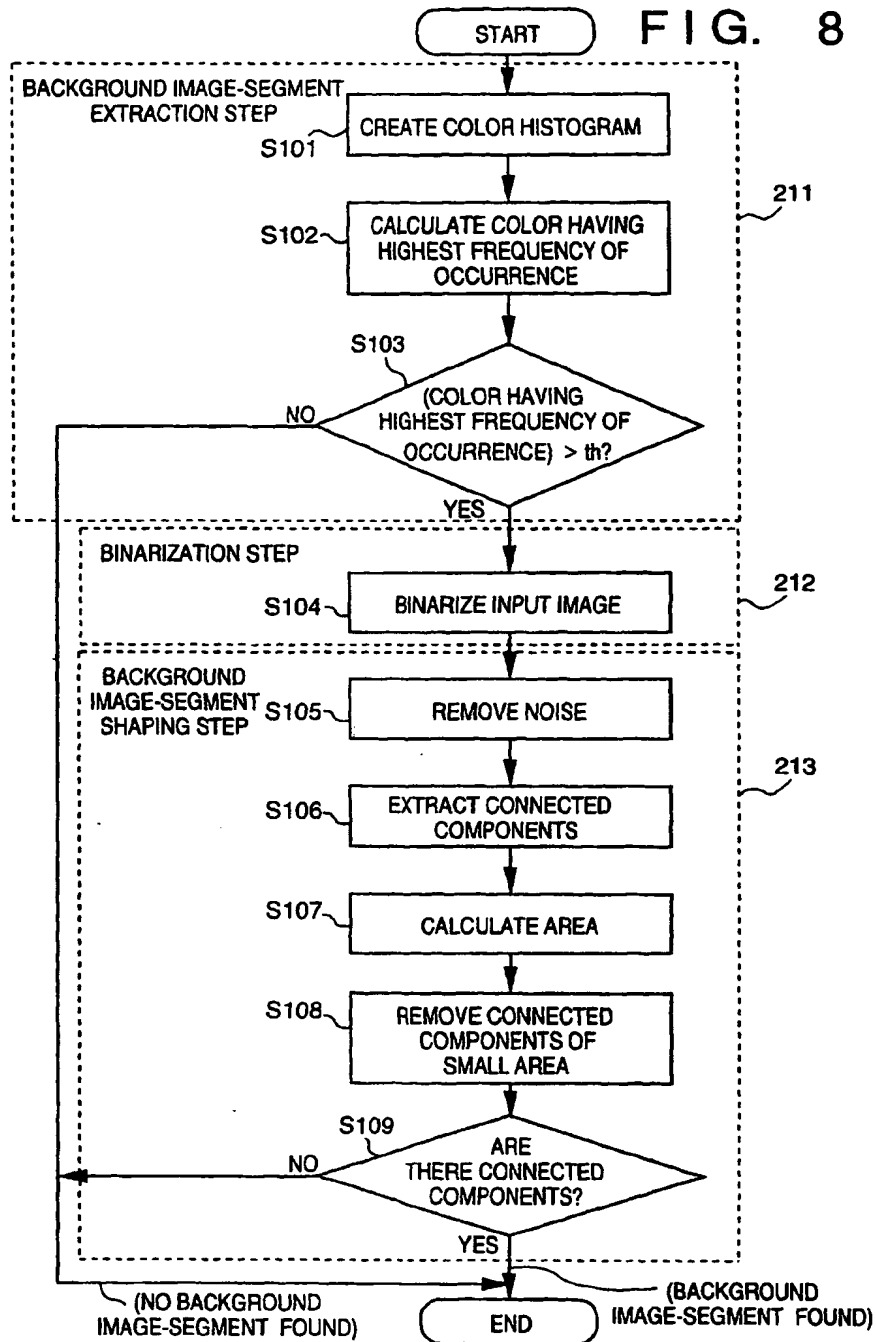 FIG. 8
START
BACKGROUND IMAGE-SEGMENT
EXTRACTION STEP
S101
CREATE COLOR HISTOGRAM
211
S102
CALCULATE COLOR HAVING
HIGHEST FREQUENCY OF
OCCURRENCE
S103
(COLOR HAVING
HIGHEST FREQUENCY OF
OCCURRENCE) > th?
NO
YES
BINARIZATION STEP
S104
BINARIZE INPUT IMAGE
212
BACKGROUND
IMAGE-SEGMENT
SHAPING STEP
S105
REMOVE NOISE
213
S106
EXTRACT CONNECTED
COMPONENTS
S107
CALCULATE AREA
S108
REMOVE CONNECTED
COMPONENTS OF
SMALL AREA
S109
ARE
THERE CONNECTED
COMPONENTS?
NO
YES
(NO BACKGROUND
IMAGE-SEGMENT FOUND)
END
(BACKGROUND
IMAGE-SEGMENT FOUND)